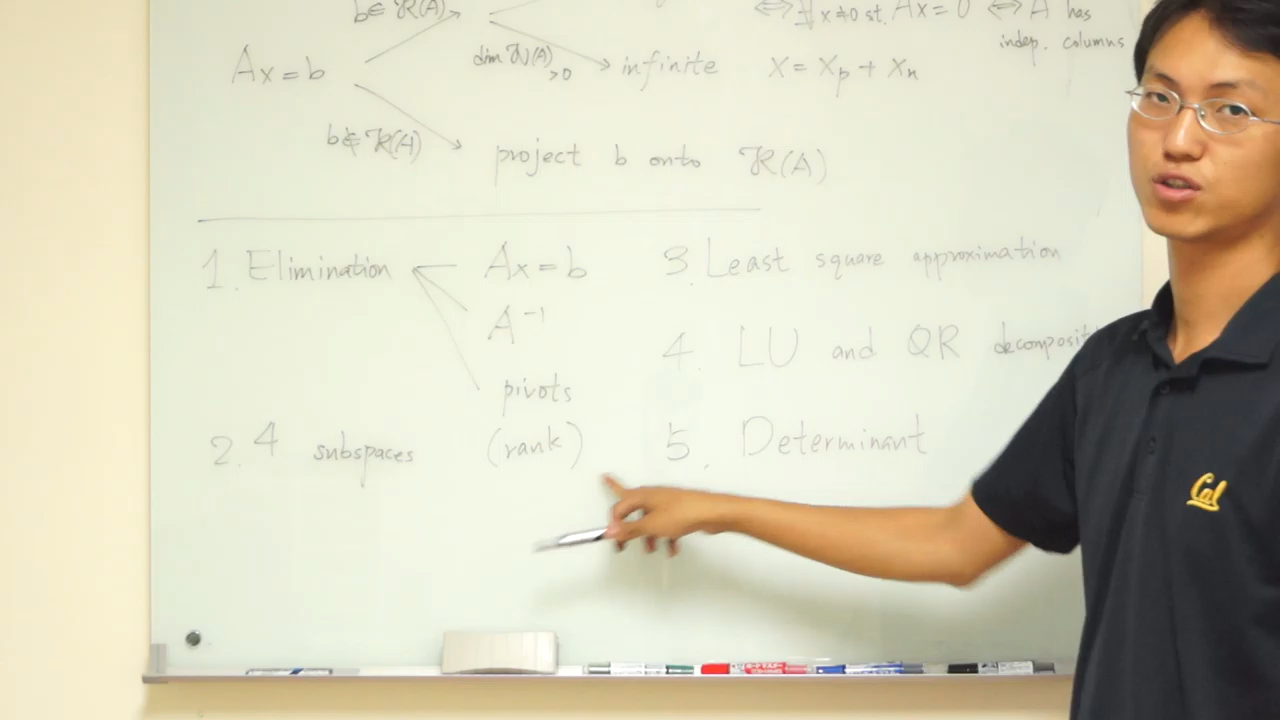 b∈ R(A)
⟺ ∄ x≠0 st. Ax = 0 ⟺ A has
indep. columns
Ax = b
dim N(A) >0
infinite
x = xp + xn
b∉ R(A)
project b onto R(A)
1. Elimination
Ax = b
A⁻¹
pivots
(rank)
2. 4 subspaces
3. Least square approximation
4. LU and QR
5. Determinant
Cal